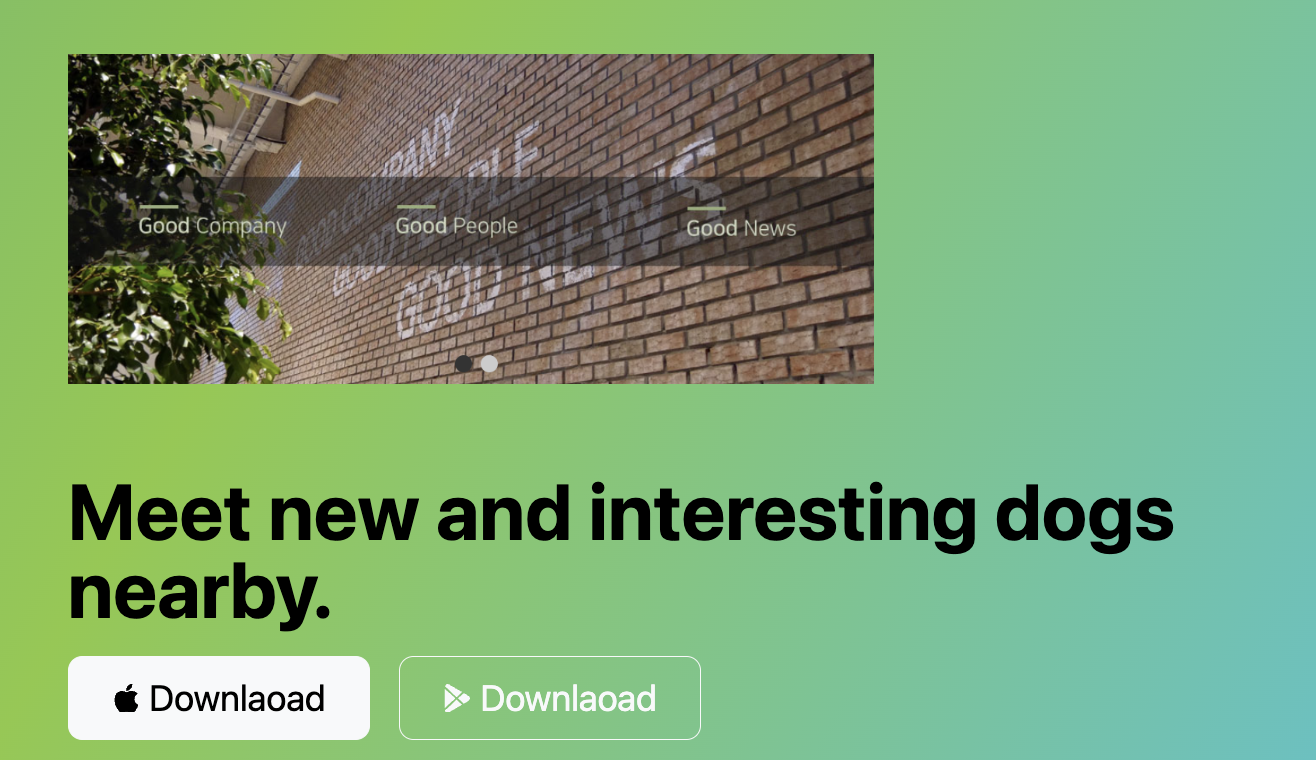 GOOD COMPANY
GOOD PEOPLE
GOOD NEWS
Good Company
Good People
Good News
Meet new and interesting dogs
nearby.
Downlaoad
Downlaoad